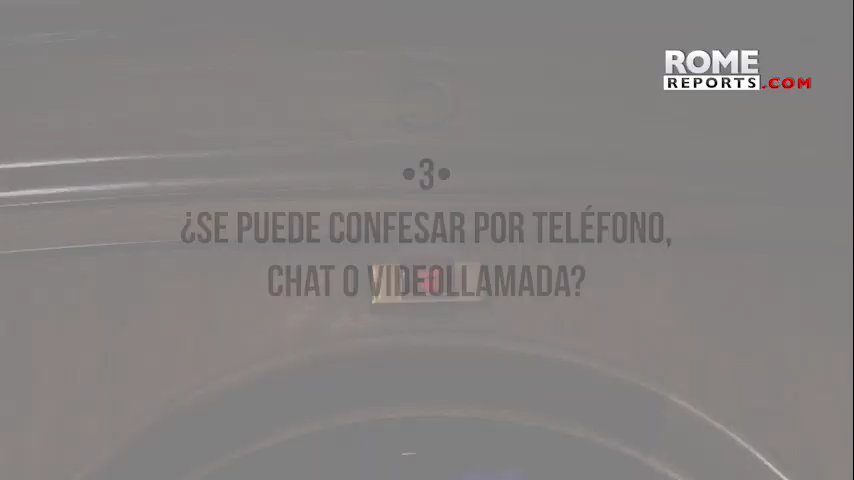 ROME
REPORTS.COM
•3•
¿SE PUEDE CONFESAR POR TELÉFONO,
CHAT O VIDEOLLAMADA?